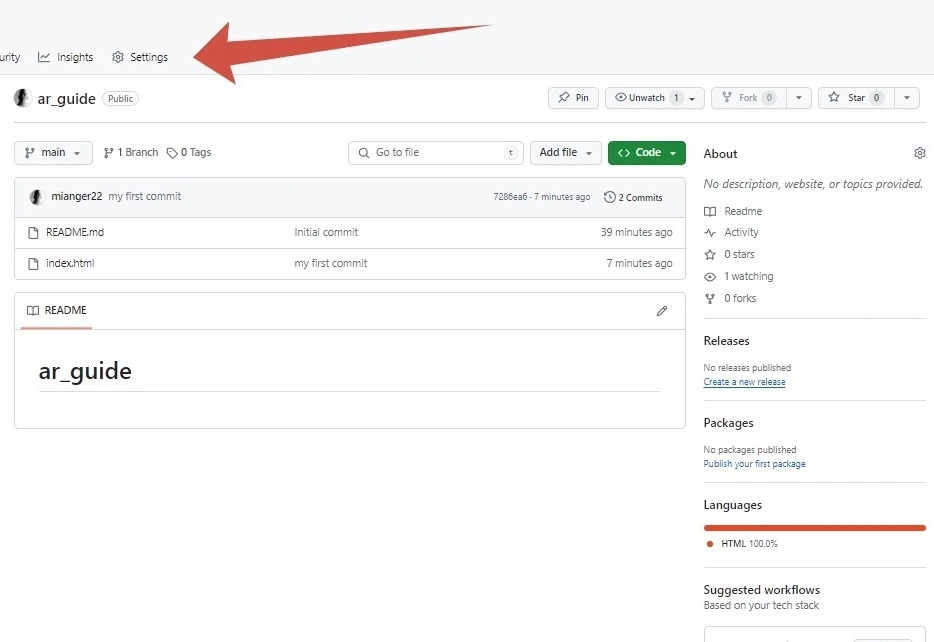 urity Insights Settings
ar_guide Public
Pin Unwatch 1 Fork 0 Star 0
main 1 Branch 0 Tags Go to file t Add file Code
mianger22 my first commit 7286ea6 · 7 minutes ago 2 Commits
README.md Initial commit 39 minutes ago
index.html my first commit 7 minutes ago
README
ar_guide
About
No description, website, or topics provided.
Readme
Activity
0 stars
1 watching
0 forks
Releases
No releases published
Create a new release
Packages
No packages published
Publish your first package
Languages
HTML 100.0%
Suggested workflows
Based on your tech stack